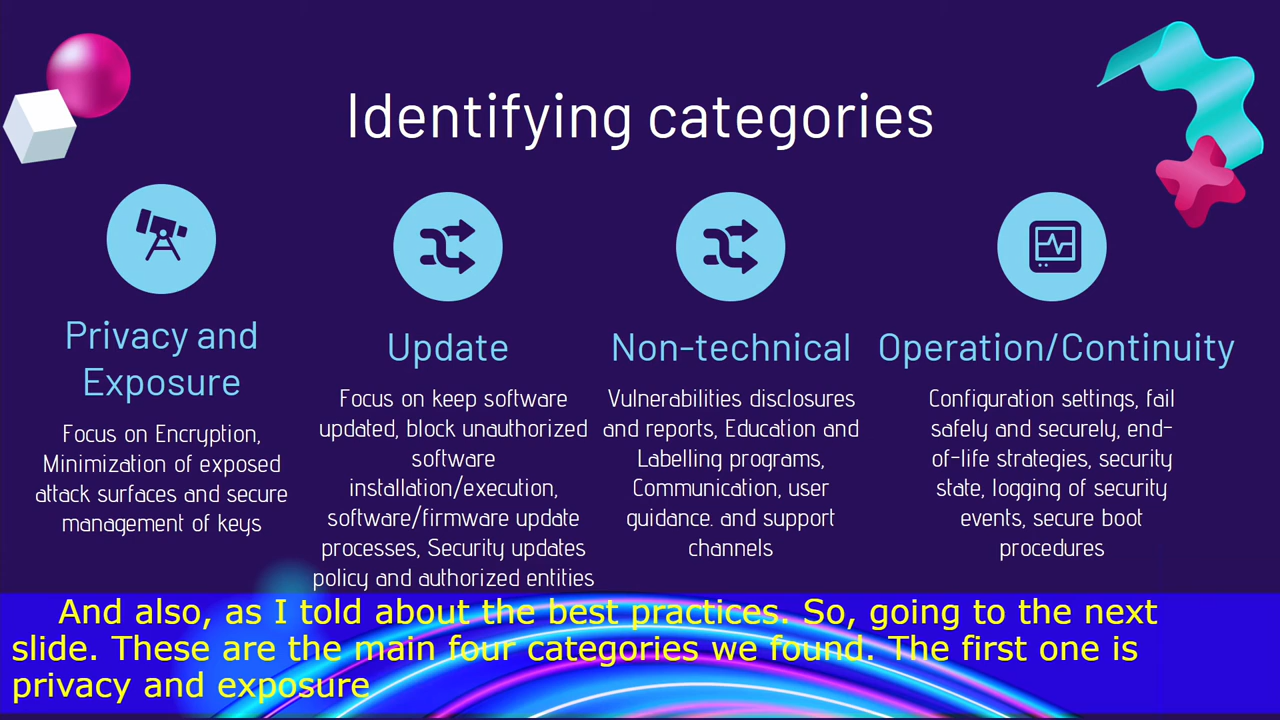 Identifying categories
Privacy and
Exposure
Focus on Encryption,
Minimization of exposed
attack surfaces and secure
management of keys
Update
Focus on keep software
updated, block unauthorized
software
installation/execution,
software/firmware update
processes, Security updates
policy and authorized entities
Non-technical
Vulnerabilities disclosures
and reports, Education and
Labelling programs,
Communication, user
guidance. and support
channels
Operation/Continuity
Configuration settings, fail
safely and securely, end-
of-life strategies, security
state, logging of security
events, secure boot
procedures
And also, as I told about the best practices. So, going to the next
slide. These are the main four categories we found. The first one is
privacy and exposure